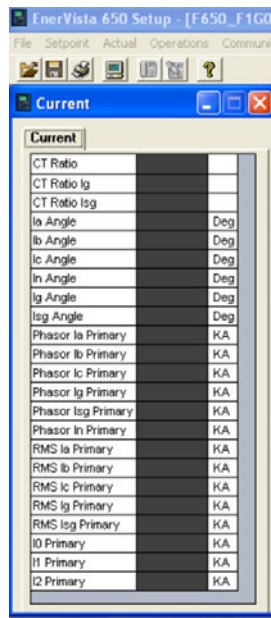 EnerVista 650 Setup - [F650_F1G0
File Setpoint Actual Operations Commun
Current
Current
CT Ratio
CT Ratio Ig
CT Ratio Isg
Ia Angle Deg
Ib Angle Deg
Ic Angle Deg
In Angle Deg
Ig Angle Deg
Isg Angle Deg
Phasor Ia Primary KA
Phasor Ib Primary KA
Phasor Ic Primary KA
Phasor Ig Primary KA
Phasor Isg Primary KA
Phasor In Primary KA
RMS Ia Primary KA
RMS Ib Primary KA
RMS Ic Primary KA
RMS Ig Primary KA
RMS Isg Primary KA
I0 Primary KA
I1 Primary KA
I2 Primary KA